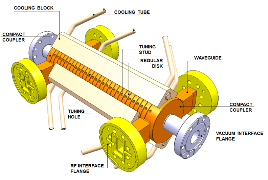 COOLING BLOCK
COOLING TUBE
COMPACT
COUPLER
TUNING
STUD
REGULAR
DISK
WAVEGUIDE
TUNING
HOLE
COMPACT
COUPLER
VACUUM INTERFACE
FLANGE
RF INTERFACE
FLANGE